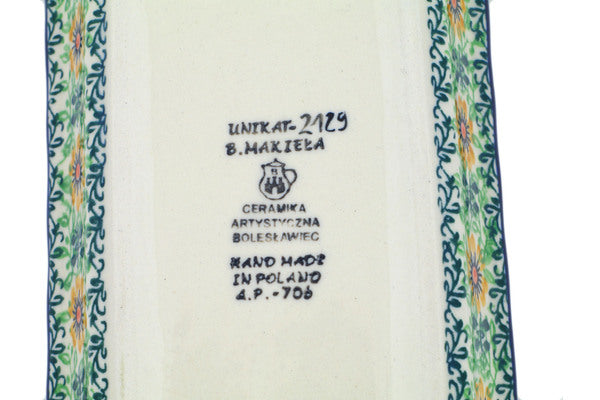 UNIKAT-2129
B. MAKIEŁA
B
CERAMIKA
ARTYSTYCZNA
BOLESŁAWIEC
HAND MADE
IN POLAND
A.P.-706